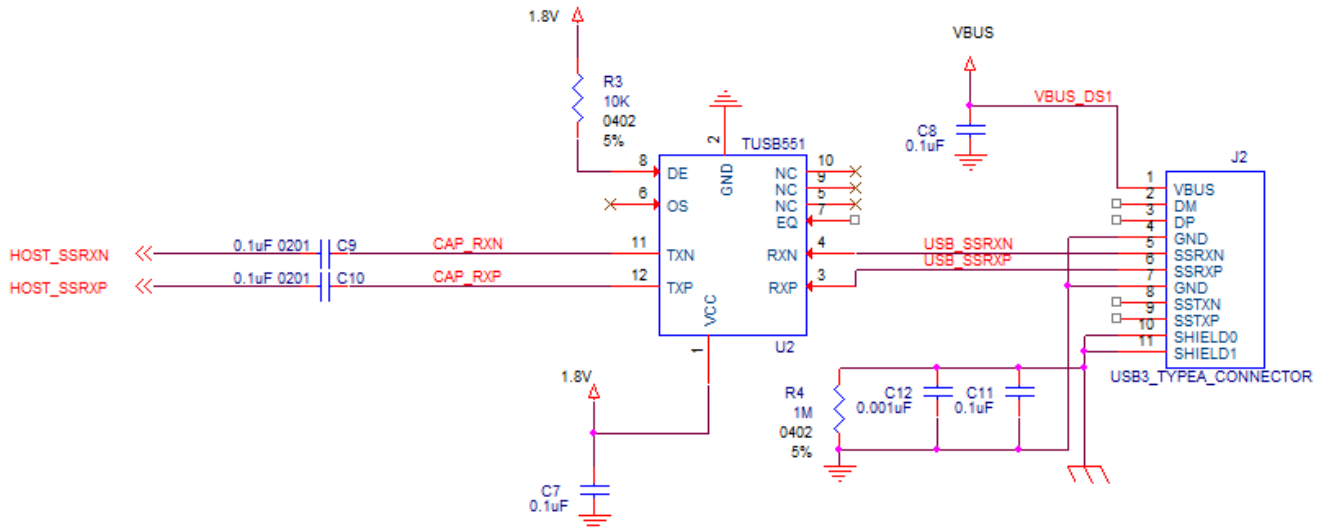 1.8V
R3
10K
0402
5%
8
DE
6
OS
2
GND
TUSB551
10
NC
9
NC
5
NC
7
EQ
VBUS
VBUS_DS1
C8
0.1uF
J2
1
VBUS
2
DM
3
DP
4
GND
5
SSRXN
6
SSRXP
7
GND
8
SSTXN
9
SSTXP
10
SHIELD0
11
SHIELD1
USB3_TYPEA_CONNECTOR
HOST_SSRXN
0.1uF 0201
C9
CAP_RXN
11
TXN
RXN
4
USB_SSRXN
HOST_SSRXP
0.1uF 0201
C10
CAP_RXP
12
TXP
RXP
3
USB_SSRXP
VCC
1
U2
1.8V
C7
0.1uF
R4
1M
0402
5%
C12
0.001uF
C11
0.1uF